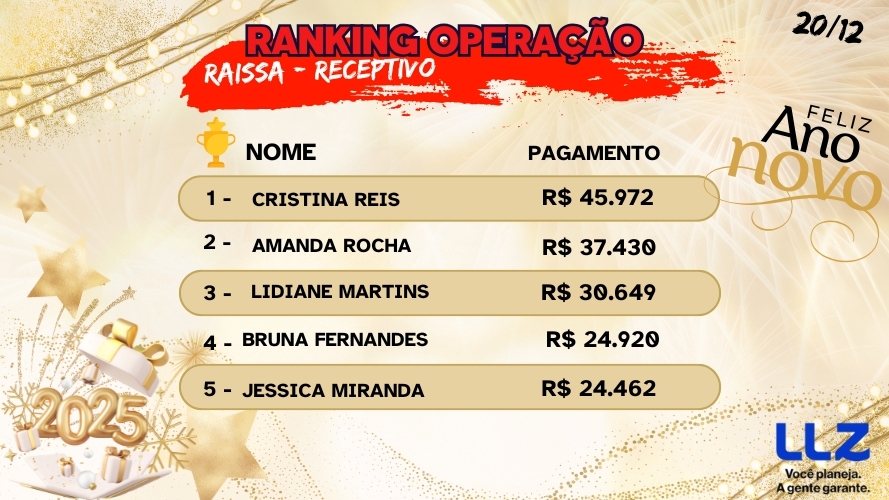 RANKING OPERAÇÃO
20/12
RAISSA - RECEPTIVO
FELIZ
Ano
novo
NOME PAGAMENTO
1 - CRISTINA REIS R$ 45.972
2 - AMANDA ROCHA R$ 37.430
3 - LIDIANE MARTINS R$ 30.649
4 - BRUNA FERNANDES R$ 24.920
5 - JESSICA MIRANDA R$ 24.462
2025
LLZ
Você planeja.
A gente garante.